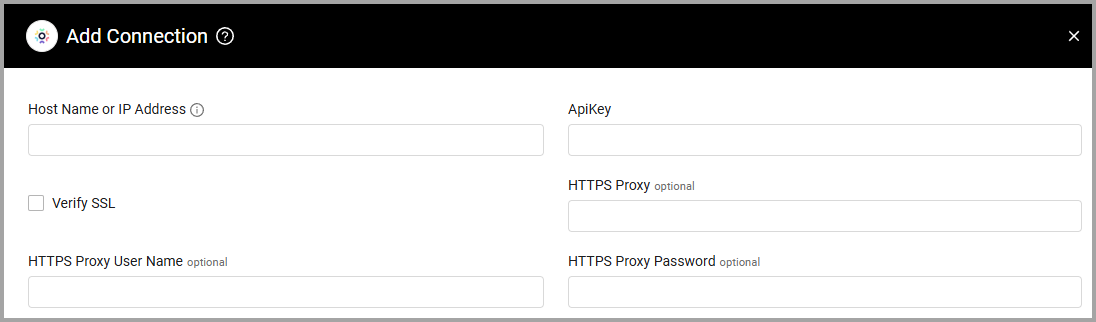 Add Connection
Host Name or IP Address
ApiKey
Verify SSL
HTTPS Proxy optional
HTTPS Proxy User Name optional
HTTPS Proxy Password optional